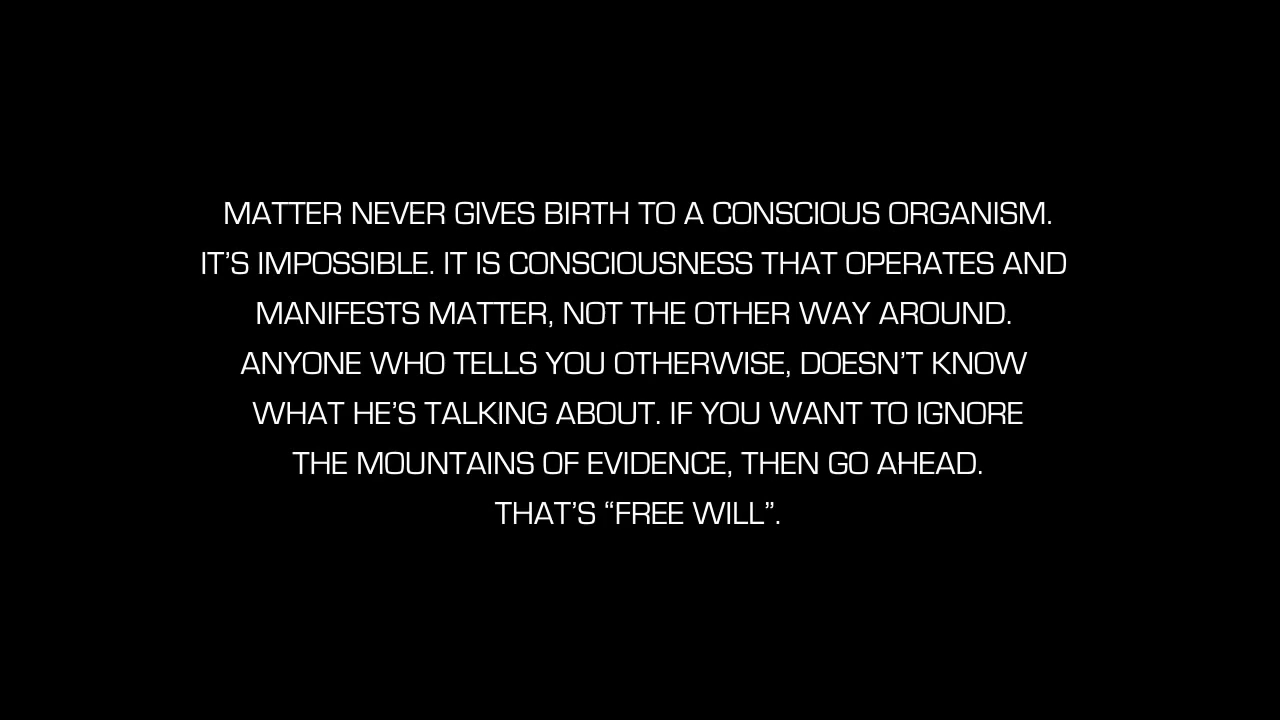 MATTER NEVER GIVES BIRTH TO A CONSCIOUS ORGANISM.
IT’S IMPOSSIBLE. IT IS CONSCIOUSNESS THAT OPERATES AND
MANIFESTS MATTER, NOT THE OTHER WAY AROUND.
ANYONE WHO TELLS YOU OTHERWISE, DOESN’T KNOW
WHAT HE’S TALKING ABOUT. IF YOU WANT TO IGNORE
THE MOUNTAINS OF EVIDENCE, THEN GO AHEAD.
THAT’S “FREE WILL”.